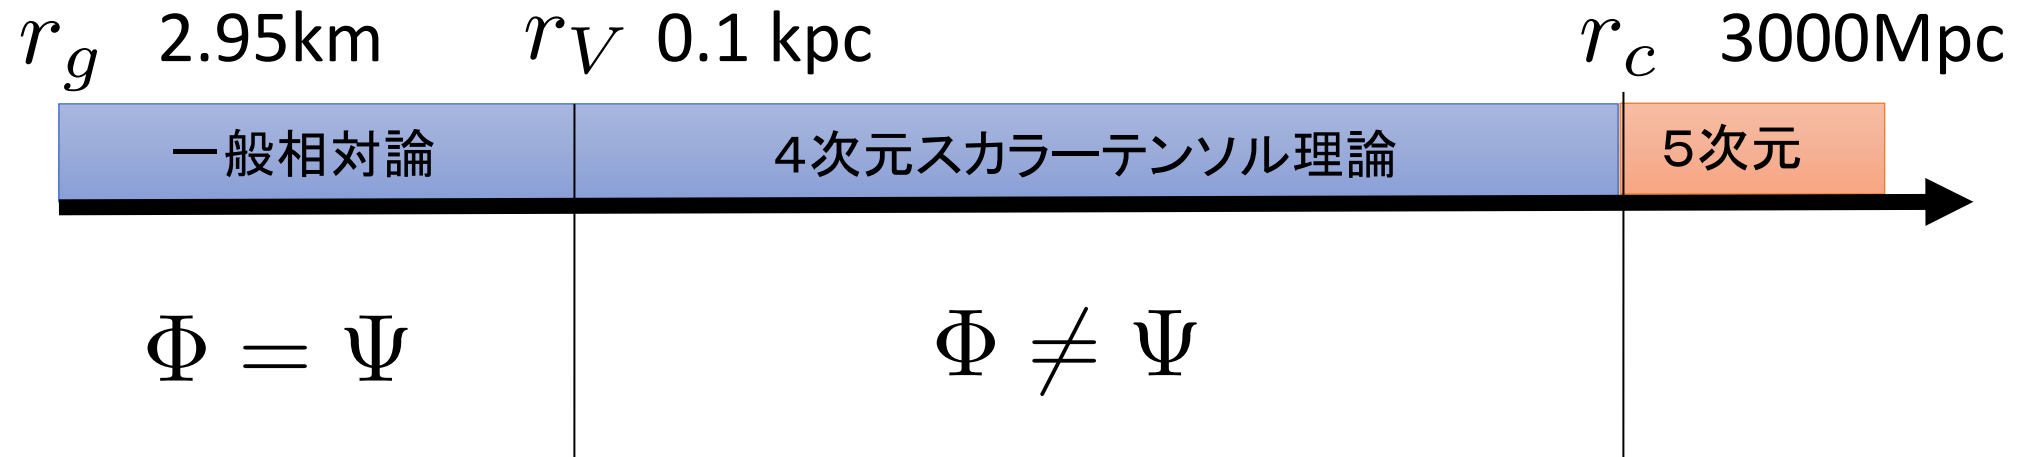 r_g 2.95km r_V 0.1 kpc r_c 3000Mpc
一般相対論 4次元スカラーテンソル理論 5次元
Φ = Ψ Φ ≠ Ψ